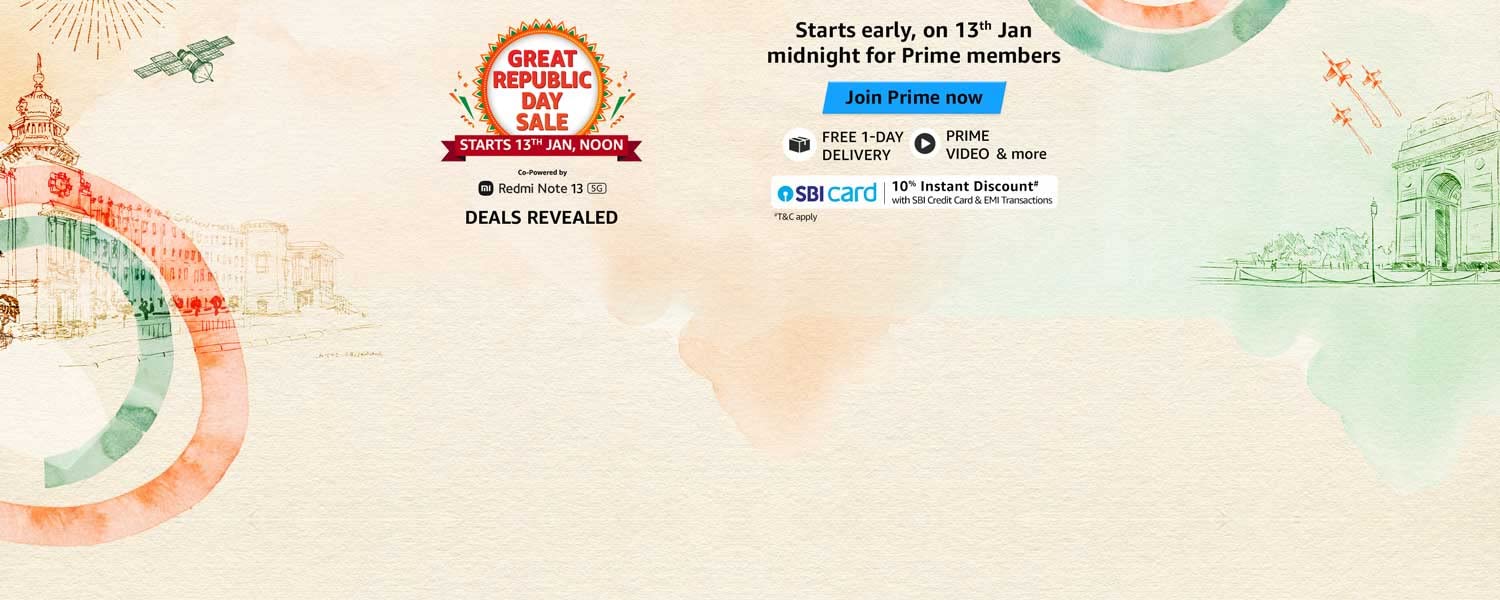 GREAT
REPUBLIC
DAY
SALE
STARTS 13TH JAN, NOON
Co-Powered by
Redmi Note 13 5G
DEALS REVEALED
Starts early, on 13th Jan
midnight for Prime members
Join Prime now
FREE 1-DAY
DELIVERY
PRIME
VIDEO & more
SBI card
10% Instant Discount#
with SBI Credit Card & EMI Transactions
#T&C apply